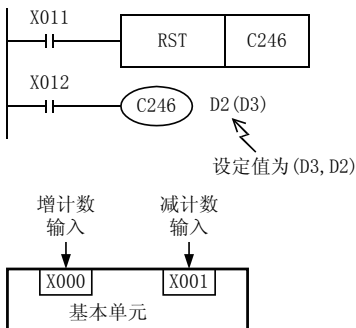 X011
RST C246
X012
C246 D2(D3)
设定值为(D3,D2)
增计数 减计数
输入 输入
X000 X001
基本单元